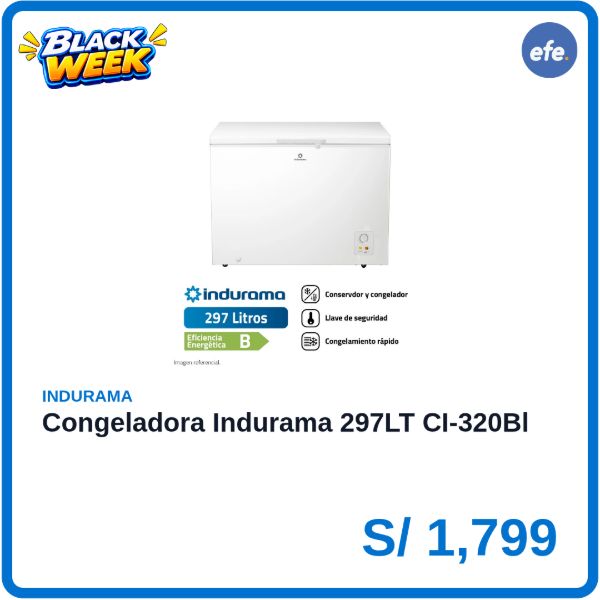 BLACK
WEEK
efe.
indurama
297 Litros
Eficiencia
Energética
B
Conservdor y congelador
Llave de seguridad
Congelamiento rápido
Imagen referencial.
INDURAMA
Congeladora Indurama 297LT CI-320Bl
S/ 1,799